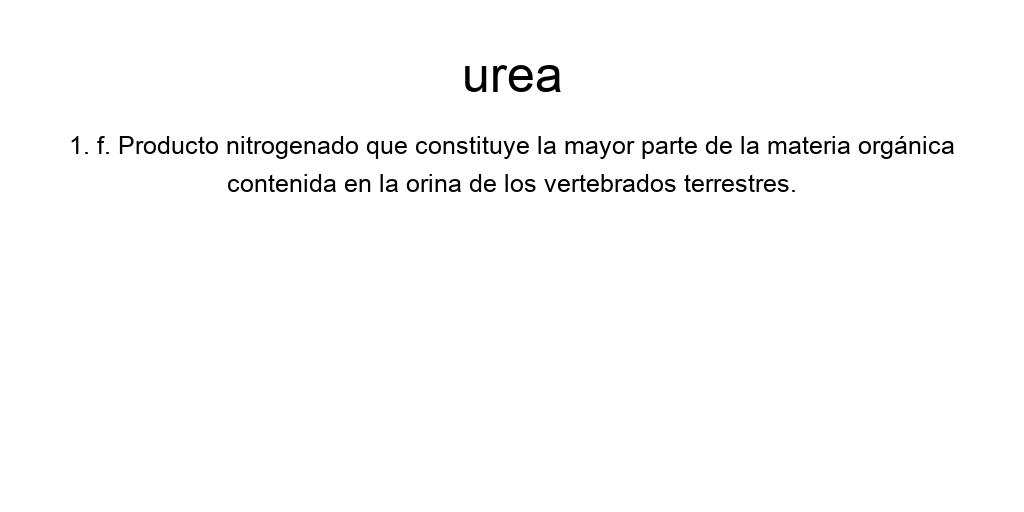 urea
1. f. Producto nitrogenado que constituye la mayor parte de la materia orgánica
contenida en la orina de los vertebrados terrestres.